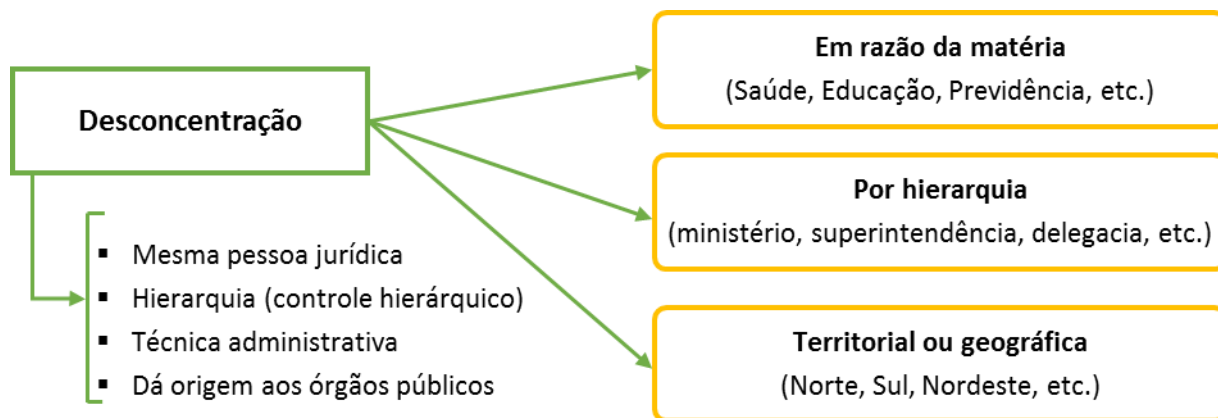 Desconcentração
▪ Mesma pessoa jurídica
▪ Hierarquia (controle hierárquico)
▪ Técnica administrativa
▪ Dá origem aos órgãos públicos
Em razão da matéria
(Saúde, Educação, Previdência, etc.)
Por hierarquia
(ministério, superintendência, delegacia, etc.)
Territorial ou geográfica
(Norte, Sul, Nordeste, etc.)